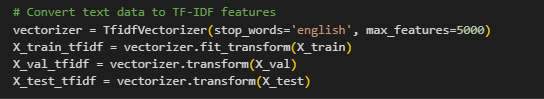 # Convert text data to TF-IDF features
vectorizer = TfidfVectorizer(stop_words='english', max_features=5000)
X_train_tfidf = vectorizer.fit_transform(X_train)
X_val_tfidf = vectorizer.transform(X_val)
X_test_tfidf = vectorizer.transform(X_test)